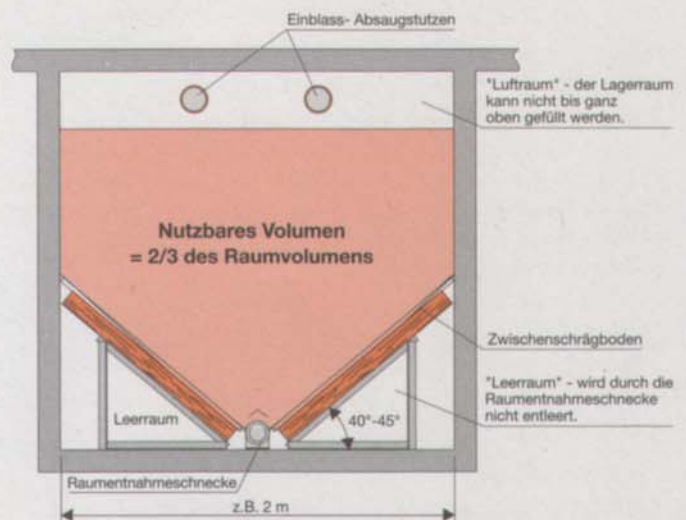 Einblass- Absaugstutzen
"Luftraum" - der Lagerraum
kann nicht bis ganz
oben gefüllt werden.
Nutzbares Volumen
= 2/3 des Raumvolumens
Zwischenschrägboden
"Leerraum" - wird durch die
Raumentnahmeschnecke
nicht entleert.
Leerraum
40°-45°
Raumentnahmeschnecke
z.B. 2 m